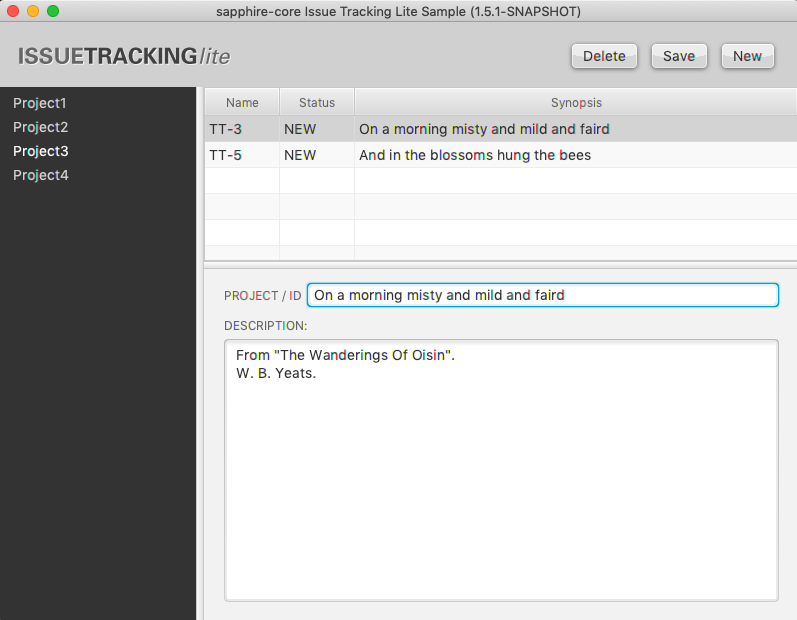 sapphire-core Issue Tracking Lite Sample (1.5.1-SNAPSHOT)
ISSUETRACKINGlite
Delete Save New
Project1
Project2
Project3
Project4
Name Status Synopsis
TT-3 NEW On a morning misty and mild and faird
TT-5 NEW And in the blossoms hung the bees
PROJECT / ID On a morning misty and mild and faird
DESCRIPTION:
From "The Wanderings Of Oisin".
W. B. Yeats.